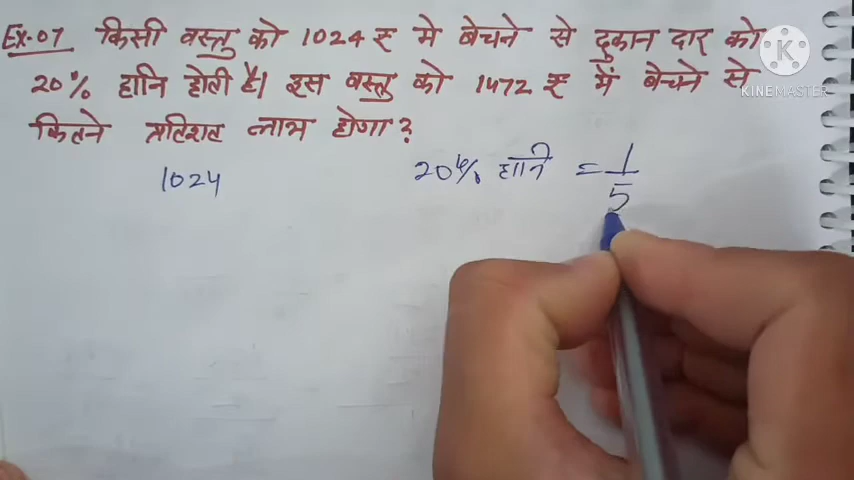 Ex-07 किसी वस्तु को 1024 रु मे बेचने से दुकान दार को
20% हानि होती है। इस वस्तु को 1472 रु में बेचने से
कितने प्रतिशत लाभ होगा?
1024 20% हानि = 1/5
KINEMASTER